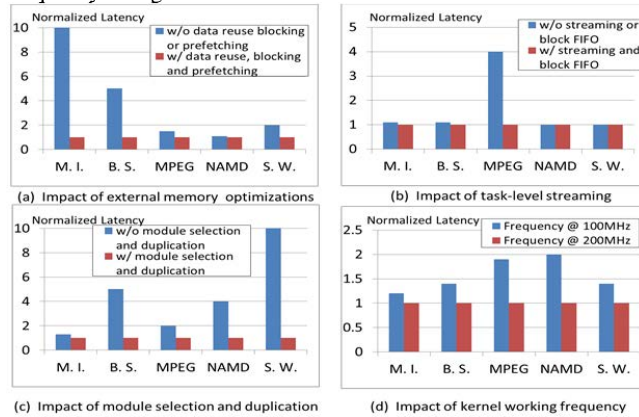 Normalized Latency
10
8
6
4
2
0
w/o data reuse blocking
or prefetching
w/ data reuse, blocking
and prefetching
M. I. B. S. MPEG NAMD S. W.
(a) Impact of external memory optimizations
Normalized Latency
5
4
3
2
1
0
w/o streaming or
block FIFO
w/ streaming and
block FIFO
M. I. B. S. MPEG NAMD S. W.
(b) Impact of task-level streaming
Normalized Latency
10
8
6
4
2
0
w/o module selection
and duplication
w/ module selection
and duplication
M. I. B. S. MPEG NAMD S. W.
(c) Impact of module selection and duplication
Normalized Latency
2.5
2
1.5
1
0.5
0
Frequency @ 100MHz
Frequency @ 200MHz
M. I. B. S. MPEG NAMD S. W.
(d) Impact of kernel working frequency